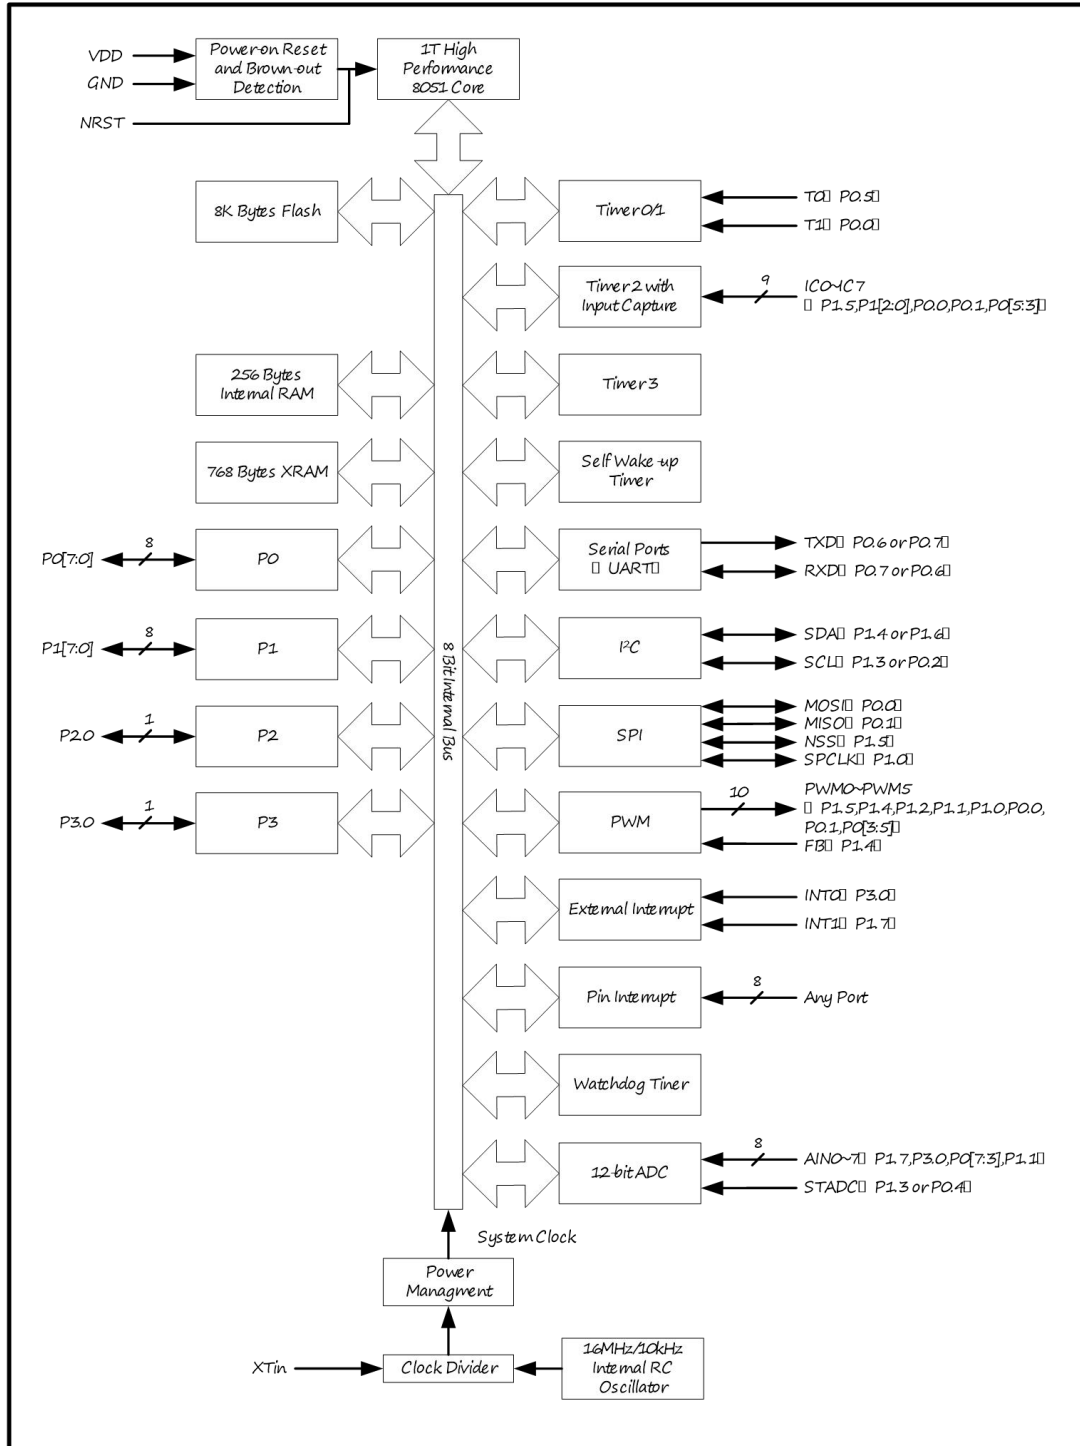 VDD
GND
NRST
Power-on Reset
and Brown-out
Detection
1T High
Performance
8051 Core
8K Bytes Flash
Timer 0/1
T0□ P0.5□
T1□ P0.0□
Timer 2 with
Input Capture
9
IC0~IC7
□ P1.5,P1[2:0],P0.0,P0.1,P0[5:3]□
256 Bytes
Internal RAM
Timer 3
768 Bytes XRAM
Self Wake-up
Timer
P0[7:0]
8
P0
Serial Ports
□ UART□
TXD□ P0.6 or P0.7□
RXD□ P0.7 or P0.6□
P1[7:0]
8
P1
8 Bit Internal Bus
I²C
SDA□ P1.4 or P1.6□
SCL□ P1.3 or P0.2□
P2.0
1
P2
SPI
MOSI□ P0.0□
MISO□ P0.1□
NSS□ P1.5□
SPCLK□ P1.0□
P3.0
1
P3
PWM
10
PWM0~PWM5
□ P1.5,P1.4,P1.2,P1.1,P1.0,P0.0,
P0.1,P0[3:5]□
FB□ P1.4□
External Interrupt
INT0□ P3.0□
INT1□ P1.7□
Pin Interrupt
8
Any Port
Watchdog Tiner
12-bit ADC
8
AIN0~7□ P1.7,P3.0,P0[7:3],P1.1□
STADC□ P1.3 or P0.4□
System Clock
Power
Managment
XTin
Clock Divider
16MHz/10kHz
Internal RC
Oscillator